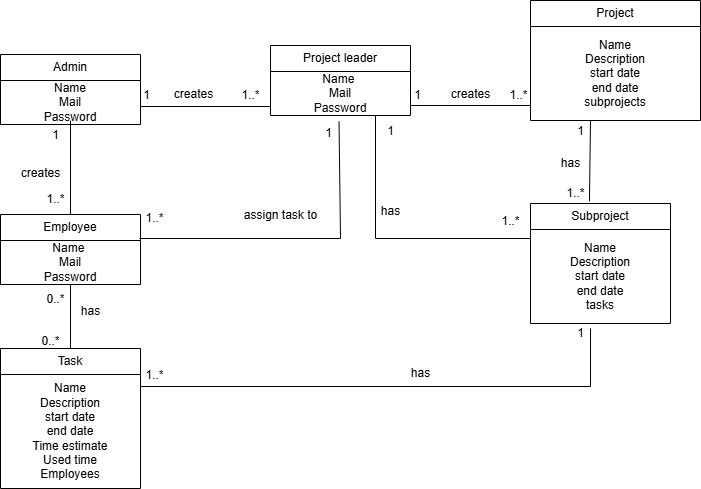 Project
Name
Description
start date
end date
subprojects
Admin
Name
Mail
Password
Project leader
Name
Mail
Password
1
creates
1..*
1
creates
1..*
1
creates
1..*
1
1
1
has
1..*
Employee
Name
Mail
Password
1..*
assign task to
has
1..*
Subproject
Name
Description
start date
end date
tasks
0..*
has
0..*
Task
Name
Description
start date
end date
Time estimate
Used time
Employees
1..*
has
1